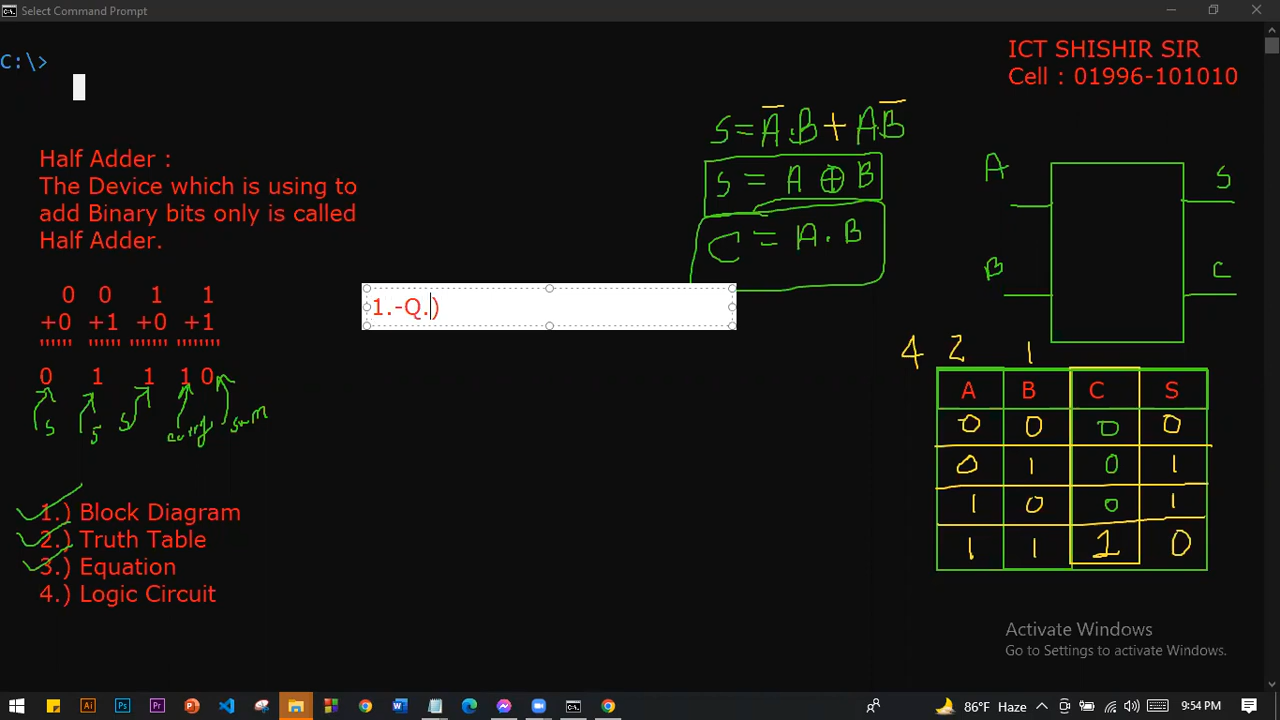 Select Command Prompt
C:\>
ICT SHISHIR SIR
Cell : 01996-101010
Half Adder :
The Device which is using to
add Binary bits only is called
Half Adder.
0 0 1 1
+0 +1 +0 +1
'''''' '''''' ''''''' ''''''''
0 1 1 1 0
S S S carry sum
1.) Block Diagram
2.) Truth Table
3.) Equation
4.) Logic Circuit
S = A̅.B + AB̅
S = A ⊕ B
C = A.B
1.-Q.)
A S
B C
4 2 1
A B C S
0 0 0 0
0 1 0 1
1 0 0 1
1 1 1 0
Activate Windows
Go to Settings to activate Windows.
86°F Haze
9:54 PM